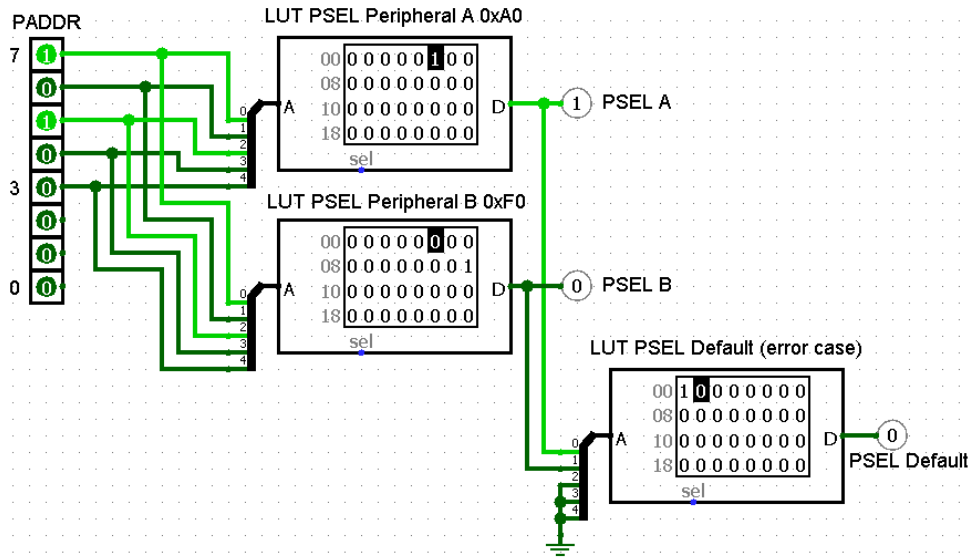 PADDR
7
1
0
1
0
3
0
0
0
0
0
LUT PSEL Peripheral A 0xA0
0
1
2
3
4
A
00 0 0 0 0 0 1 0 0
08 0 0 0 0 0 0 0 0
10 0 0 0 0 0 0 0 0
18 0 0 0 0 0 0 0 0
sel
D
1
PSEL A
LUT PSEL Peripheral B 0xF0
0
1
2
3
4
A
00 0 0 0 0 0 0 0 0
08 0 0 0 0 0 0 0 1
10 0 0 0 0 0 0 0 0
18 0 0 0 0 0 0 0 0
sel
D
0
PSEL B
LUT PSEL Default (error case)
0
1
2
3
4
A
00 1 0 0 0 0 0 0 0
08 0 0 0 0 0 0 0 0
10 0 0 0 0 0 0 0 0
18 0 0 0 0 0 0 0 0
sel
D
0
PSEL Default